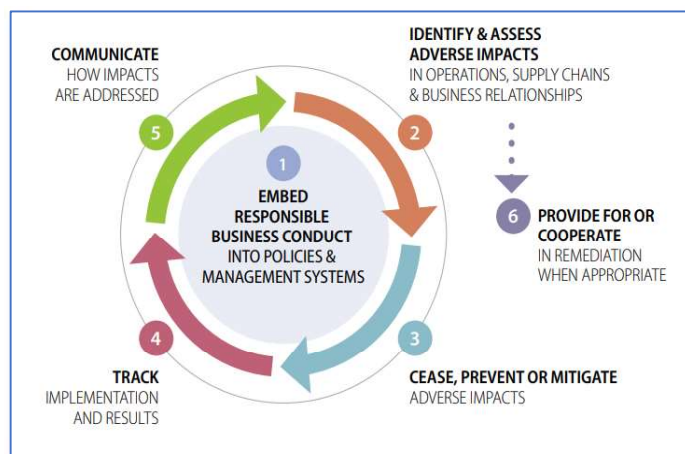 COMMUNICATE
HOW IMPACTS
ARE ADDRESSED
5
IDENTIFY & ASSESS
ADVERSE IMPACTS
IN OPERATIONS, SUPPLY CHAINS
& BUSINESS RELATIONSHIPS
2
1
EMBED
RESPONSIBLE
BUSINESS CONDUCT
INTO POLICIES &
MANAGEMENT SYSTEMS
6
PROVIDE FOR OR
COOPERATE
IN REMEDIATION
WHEN APPROPRIATE
4
TRACK
IMPLEMENTATION
AND RESULTS
3
CEASE, PREVENT OR MITIGATE
ADVERSE IMPACTS